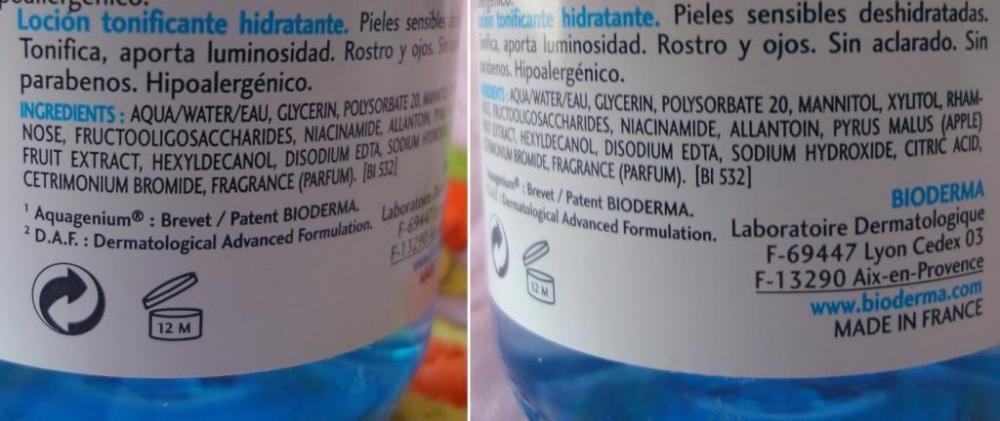 Loción tonificante hidratante. Pieles sensibles
Tonifica, aporta luminosidad. Rostro y ojos.
parabenos. Hipoalergénico.
INGREDIENTS : AQUA/WATER/EAU, GLYCERIN, POLYSORBATE 20,
NOSE, FRUCTOOLIGOSACCHARIDES, NIACINAMIDE, ALLANTOIN,
FRUIT EXTRACT, HEXYLDECANOL, DISODIUM EDTA, SODIUM
CETRIMONIUM BROMIDE, FRAGRANCE (PARFUM). [BI 532]
¹ Aquagenium® : Brevet / Patent BIODERMA.
² D.A.F. : Dermatological Advanced Formulation.
Laboratoire
F-69447
F-13290
12 M
tonificante hidratante. Pieles sensibles deshidratadas.
aporta luminosidad. Rostro y ojos. Sin aclarado. Sin
Hipoalergénico.
AQUA/WATER/EAU, GLYCERIN, POLYSORBATE 20, MANNITOL, XYLITOL, RHAM-
FRUCTOOLIGOSACCHARIDES, NIACINAMIDE, ALLANTOIN, PYRUS MALUS (APPLE)
EXTRACT, HEXYLDECANOL, DISODIUM EDTA, SODIUM HYDROXIDE, CITRIC ACID,
BROMIDE, FRAGRANCE (PARFUM). [BI 532]
: Brevet / Patent BIODERMA.
: Dermatological Advanced Formulation.
12 M
BIODERMA
Laboratoire Dermatologique
F-69447 Lyon Cedex 03
F-13290 Aix-en-Provence
www.bioderma.com
MADE IN FRANCE